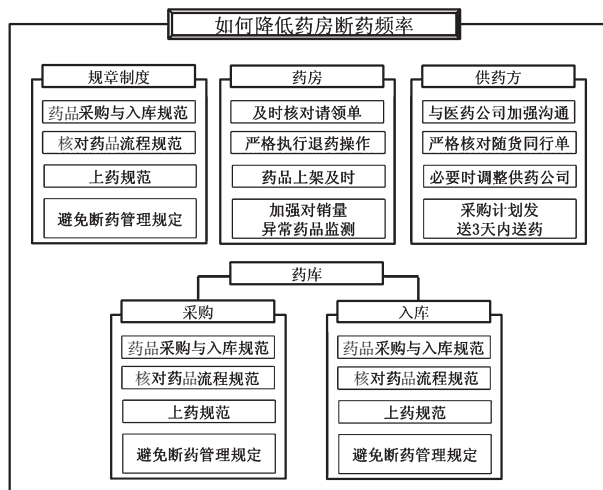 如何降低药房断药频率
规章制度
药品采购与入库规范
核对药品流程规范
上药规范
避免断药管理规定
药房
及时核对请领单
严格执行退药操作
药品上架及时
加强对销量
异常药品监测
供药方
与医药公司加强沟通
严格核对随货同行单
必要时调整供药公司
采购计划发
送3天内送药
药库
采购
药品采购与入库规范
核对药品流程规范
上药规范
避免断药管理规定
入库
药品采购与入库规范
核对药品流程规范
上药规范
避免断药管理规定